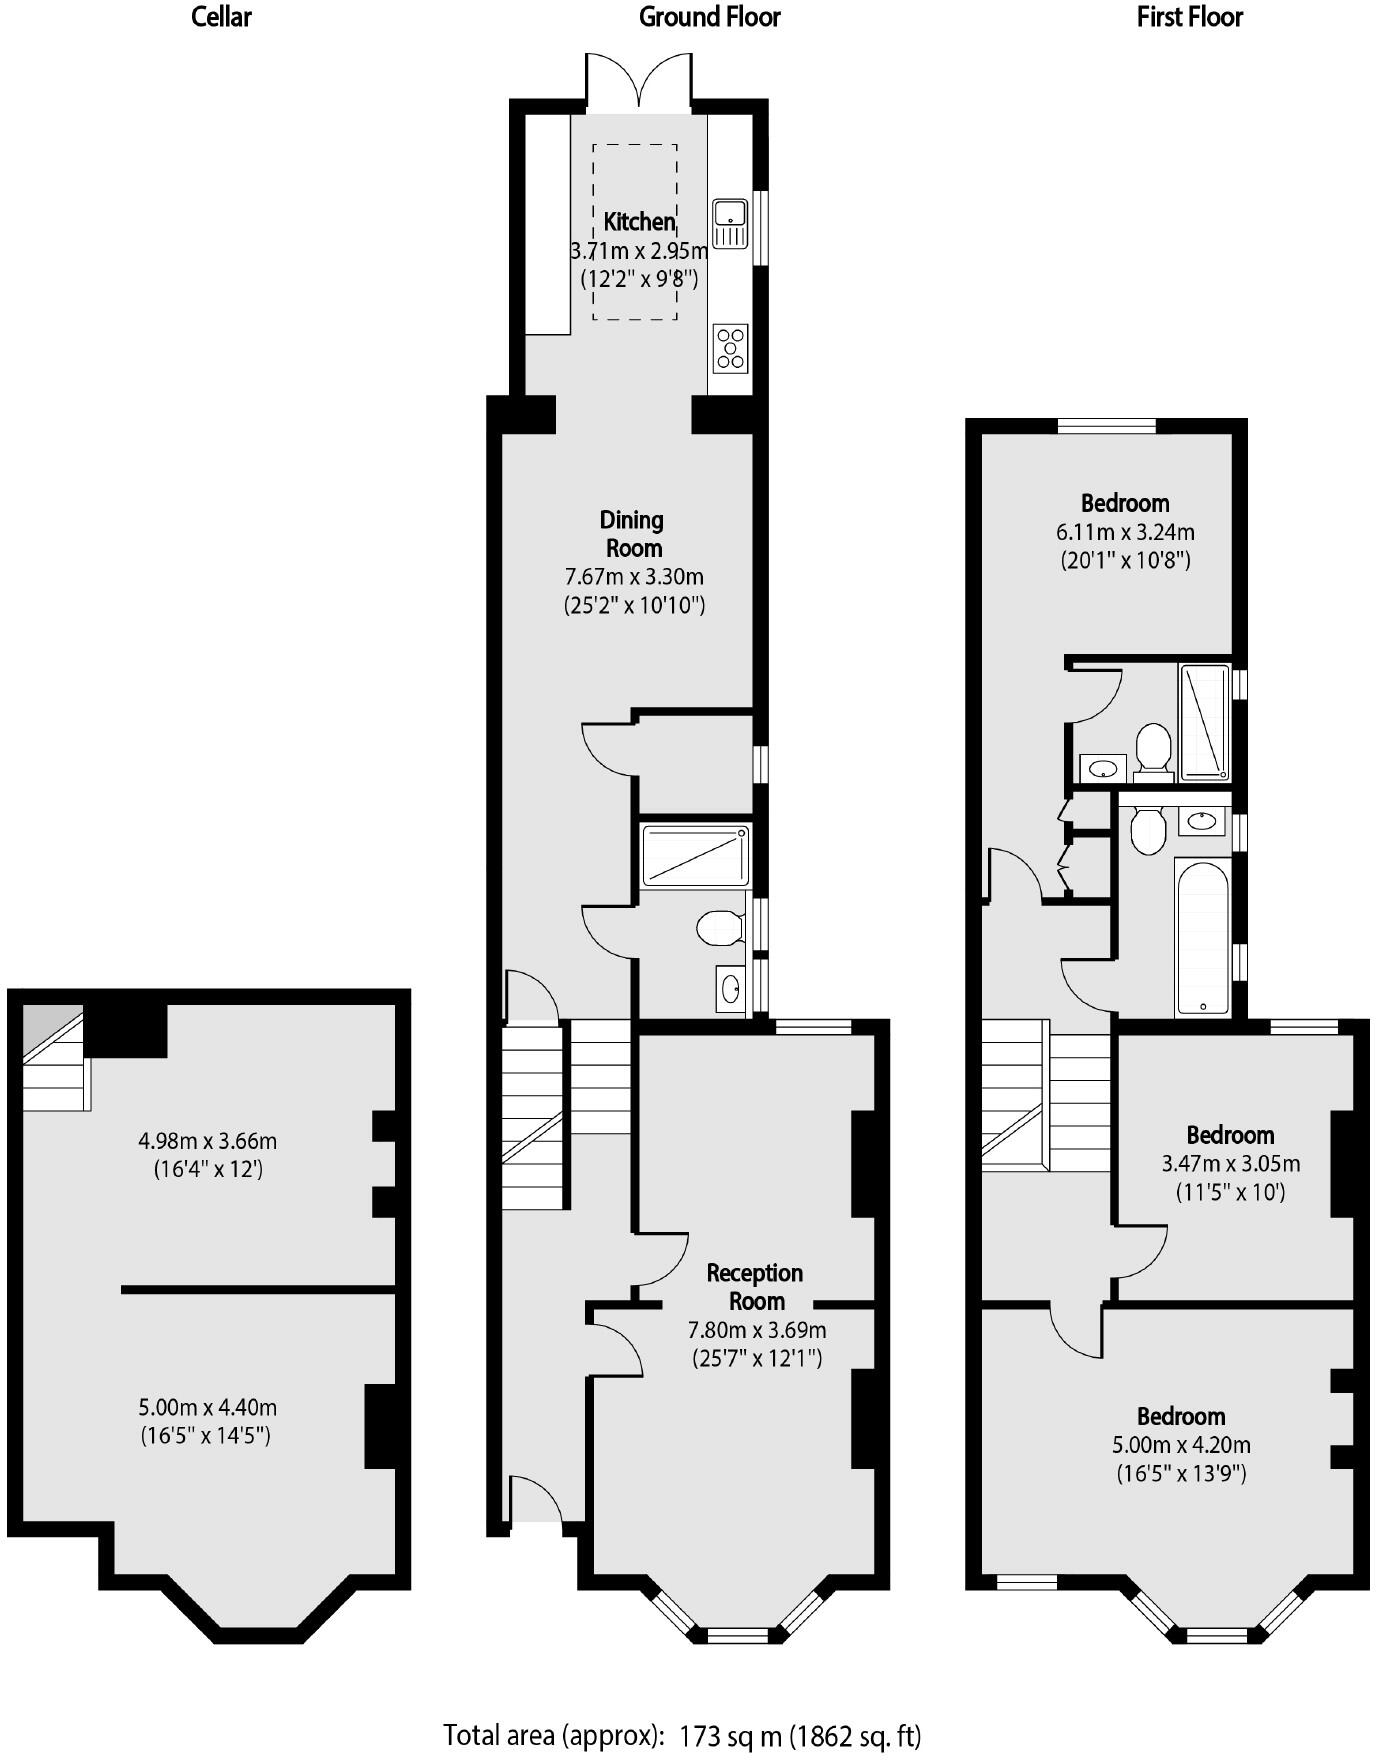 Cellar
Ground Floor
First Floor
Kitchen
3.71m x 2.95m
(12'2" x 9'8")
Dining
Room
7.67m x 3.30m
(25'2" x 10'10")
Bedroom
6.11m x 3.24m
(20'1" x 10'8")
4.98m x 3.66m
(16'4" x 12')
5.00m x 4.40m
(16'5" x 14'5")
Reception
Room
7.80m x 3.69m
(25'7" x 12'1")
Bedroom
3.47m x 3.05m
(11'5" x 10')
Bedroom
5.00m x 4.20m
(16'5" x 13'9")
Total area (approx): 173 sq m (1862 sq. ft)